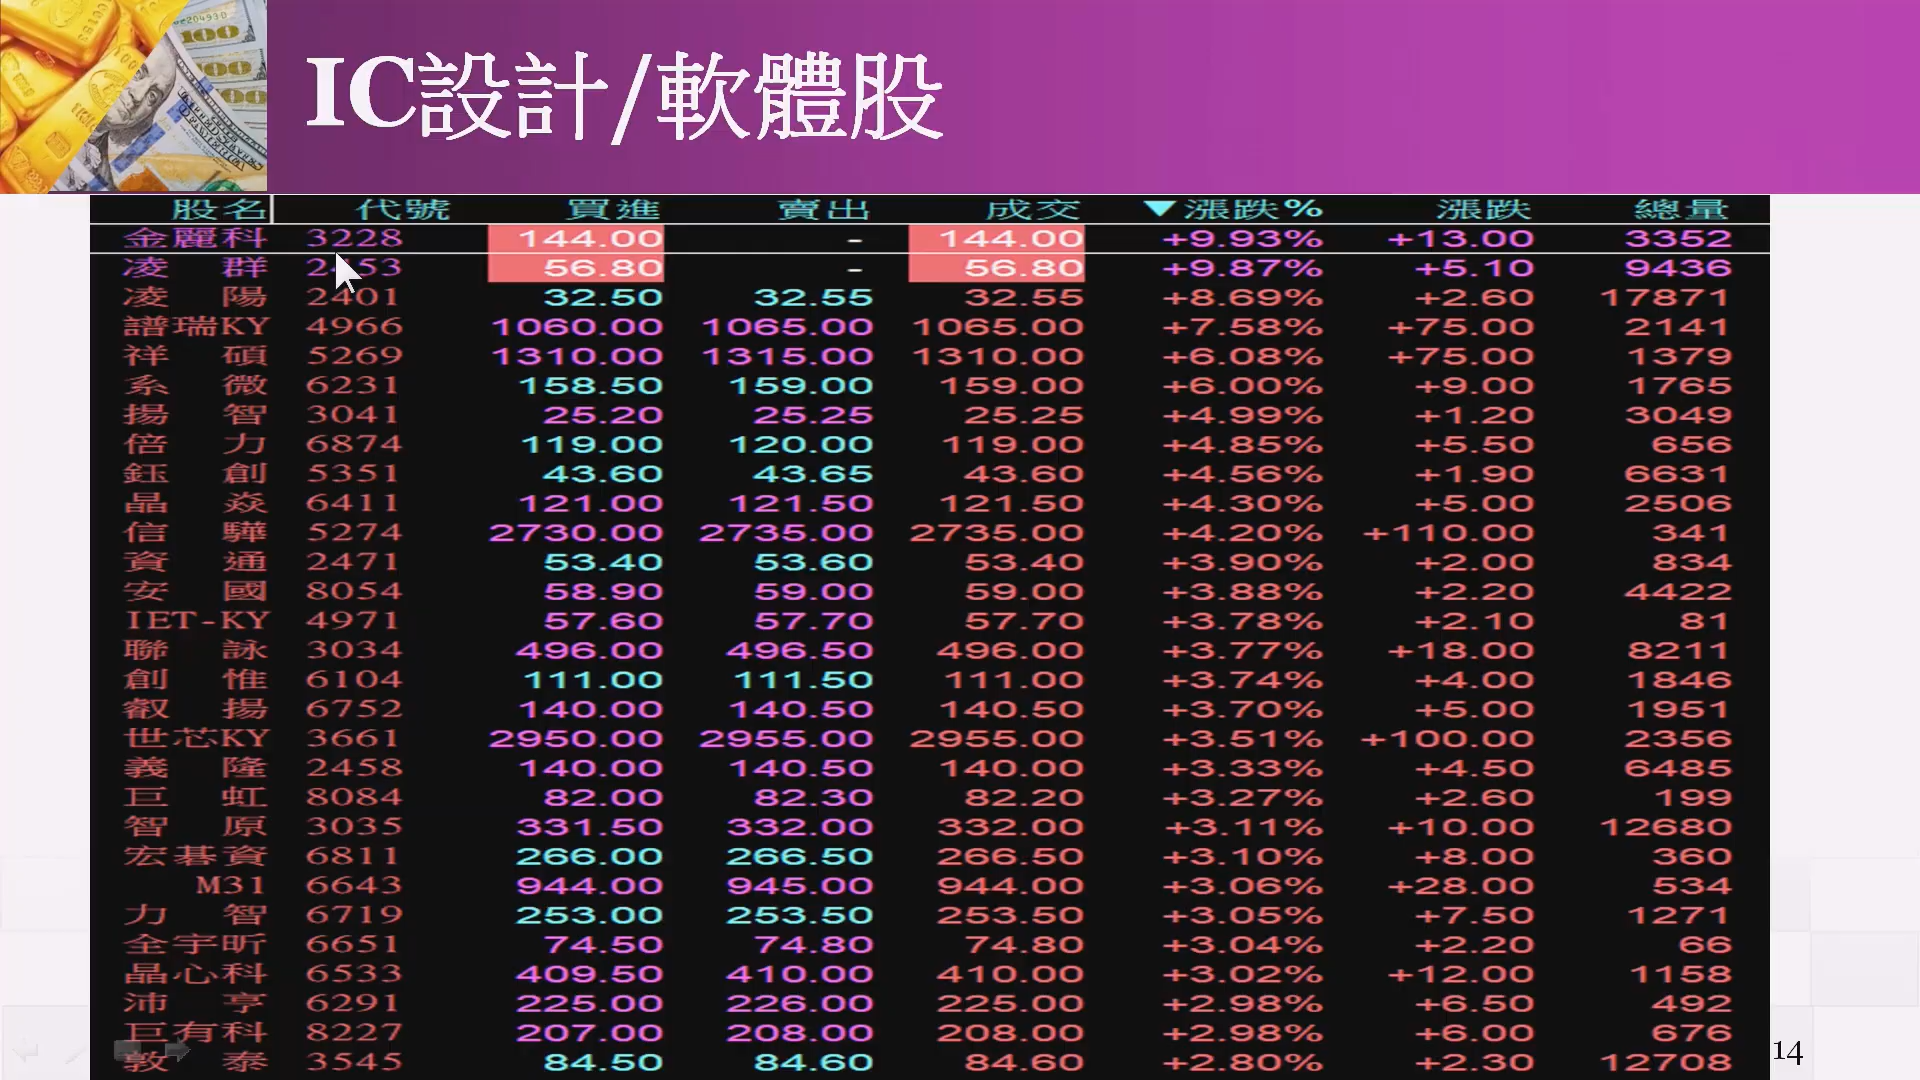 IC設計/軟體股
股名 代號 買進 賣出 成交 ▼漲跌% 漲跌 總量
金麗科 3228 144.00 - 144.00 +9.93% +13.00 3352
凌群 2453 56.80 - 56.80 +9.87% +5.10 9436
凌陽 2401 32.50 32.55 32.55 +8.69% +2.60 17871
譜瑞KY 4966 1060.00 1065.00 1065.00 +7.58% +75.00 2141
祥碩 5269 1310.00 1315.00 1310.00 +6.08% +75.00 1379
系微 6231 158.50 159.00 159.00 +6.00% +9.00 1765
揚智 3041 25.20 25.25 25.25 +4.99% +1.20 3049
倍力 6874 119.00 120.00 119.00 +4.85% +5.50 656
鈺創 5351 43.60 43.65 43.60 +4.56% +1.90 6631
晶焱 6411 121.00 121.50 121.50 +4.30% +5.00 2506
信驊 5274 2730.00 2735.00 2735.00 +4.20% +110.00 341
資通 2471 53.40 53.60 53.40 +3.90% +2.00 834
安國 8054 58.90 59.00 59.00 +3.88% +2.20 4422
IET-KY 4971 57.60 57.70 57.70 +3.78% +2.10 81
聯詠 3034 496.00 496.50 496.00 +3.77% +18.00 8211
創惟 6104 111.00 111.50 111.00 +3.74% +4.00 1846
叡揚 6752 140.00 140.50 140.50 +3.70% +5.00 1951
世芯KY 3661 2950.00 2955.00 2955.00 +3.51% +100.00 2356
義隆 2458 140.00 140.50 140.00 +3.33% +4.50 6485
巨虹 8084 82.00 82.30 82.20 +3.27% +2.60 199
智原 3035 331.50 332.00 332.00 +3.11% +10.00 12680
宏碁資 6811 266.00 266.50 266.50 +3.10% +8.00 360
M31 6643 944.00 945.00 944.00 +3.06% +28.00 534
力智 6719 253.00 253.50 253.50 +3.05% +7.50 1271
全宇昕 6651 74.50 74.80 74.80 +3.04% +2.20 66
晶心科 6533 409.50 410.00 410.00 +3.02% +12.00 1158
沛亨 6291 225.00 226.00 225.00 +2.98% +6.50 492
巨有科 8227 207.00 208.00 208.00 +2.98% +6.00 676
敦泰 3545 84.50 84.60 84.60 +2.80% +2.30 12708
14